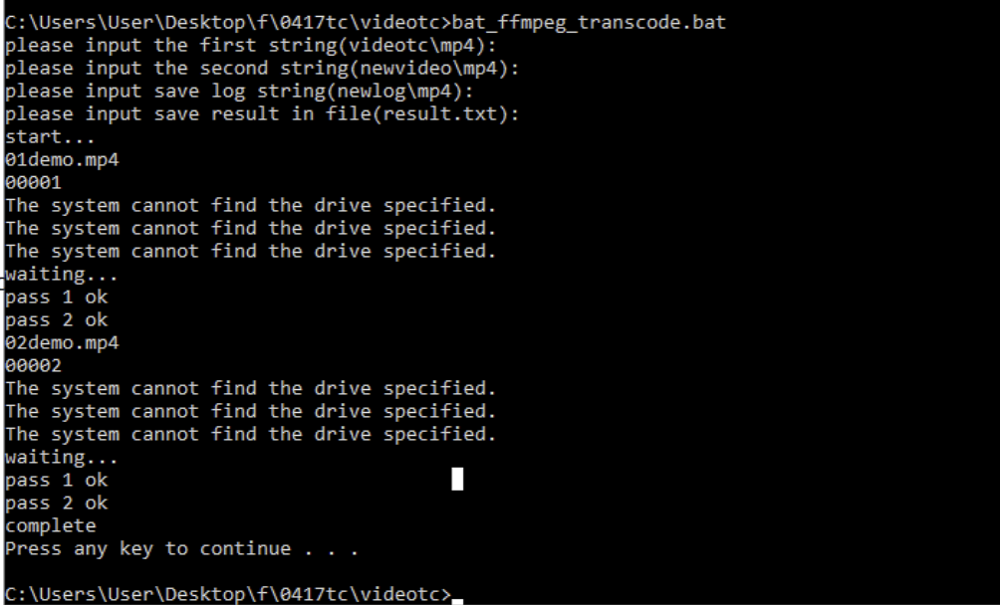 C:\Users\User\Desktop\f\0417tc\videotc>bat_ffmpeg_transcode.bat
please input the first string(videotc\mp4):
please input the second string(newvideo\mp4):
please input save log string(newlog\mp4):
please input save result in file(result.txt):
start...
01demo.mp4
00001
The system cannot find the drive specified.
The system cannot find the drive specified.
The system cannot find the drive specified.
waiting...
pass 1 ok
pass 2 ok
02demo.mp4
00002
The system cannot find the drive specified.
The system cannot find the drive specified.
The system cannot find the drive specified.
waiting...
pass 1 ok
pass 2 ok
complete
Press any key to continue . . .
C:\Users\User\Desktop\f\0417tc\videotc>